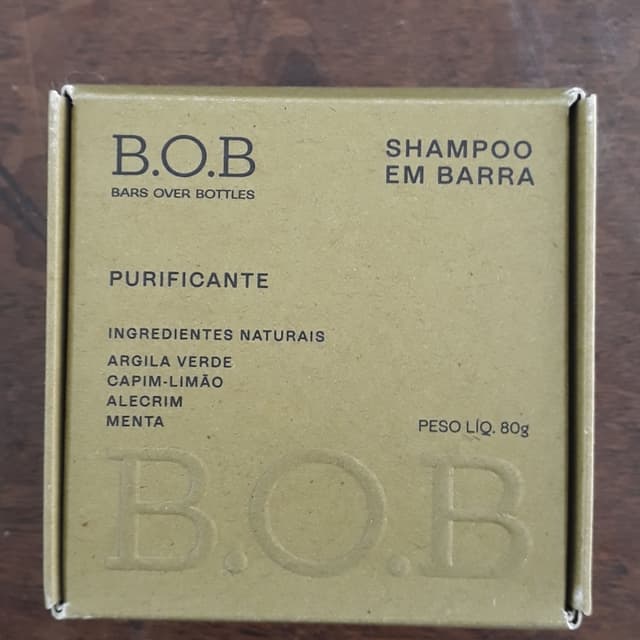 B.O.B
BARS OVER BOTTLES
SHAMPOO
EM BARRA
PURIFICANTE
INGREDIENTES NATURAIS
ARGILA VERDE
CAPIM-LIMÃO
ALECRIM
MENTA
PESO LÍQ. 80g
B.O.B